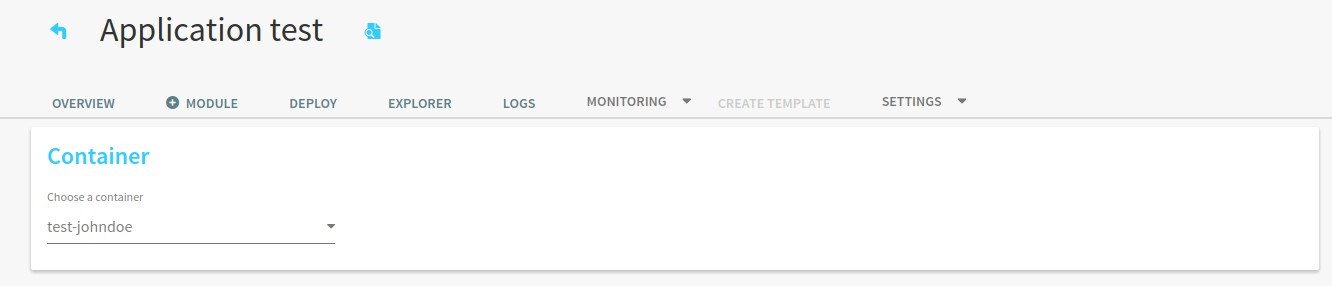 Application test
OVERVIEW MODULE DEPLOY EXPLORER LOGS MONITORING CREATE TEMPLATE SETTINGS
Container
Choose a container
test-johndoe